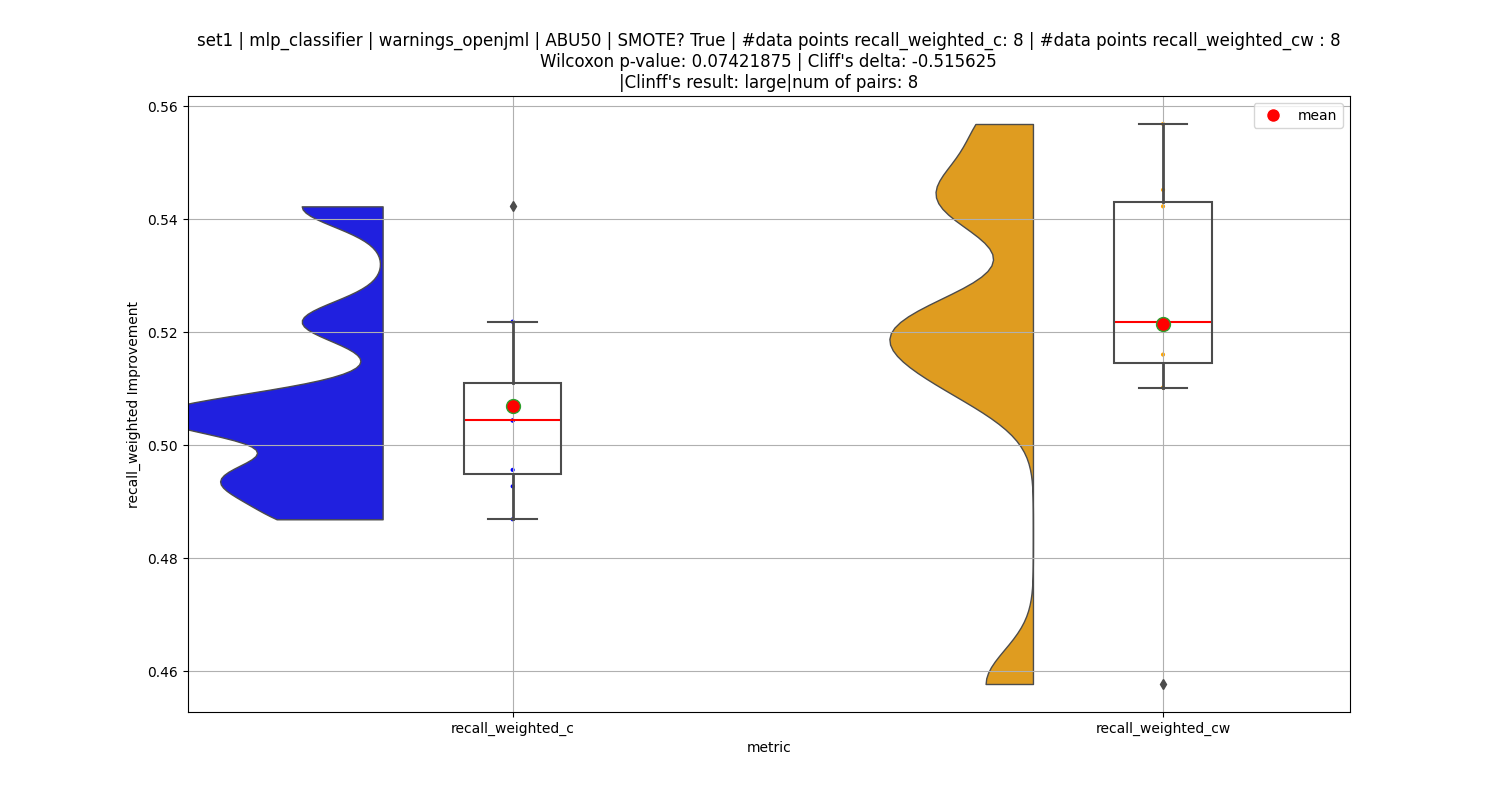 set1 | mlp_classifier | warnings_openjml | ABU50 | SMOTE? True | #data points recall_weighted_c: 8 | #data points recall_weighted_cw : 8
Wilcoxon p-value: 0.07421875 | Cliff's delta: -0.515625
|Clinff's result: large|num of pairs: 8
mean
0.56
0.54
0.52
0.50
0.48
0.46
recall_weighted Improvement
recall_weighted_c
recall_weighted_cw
metric